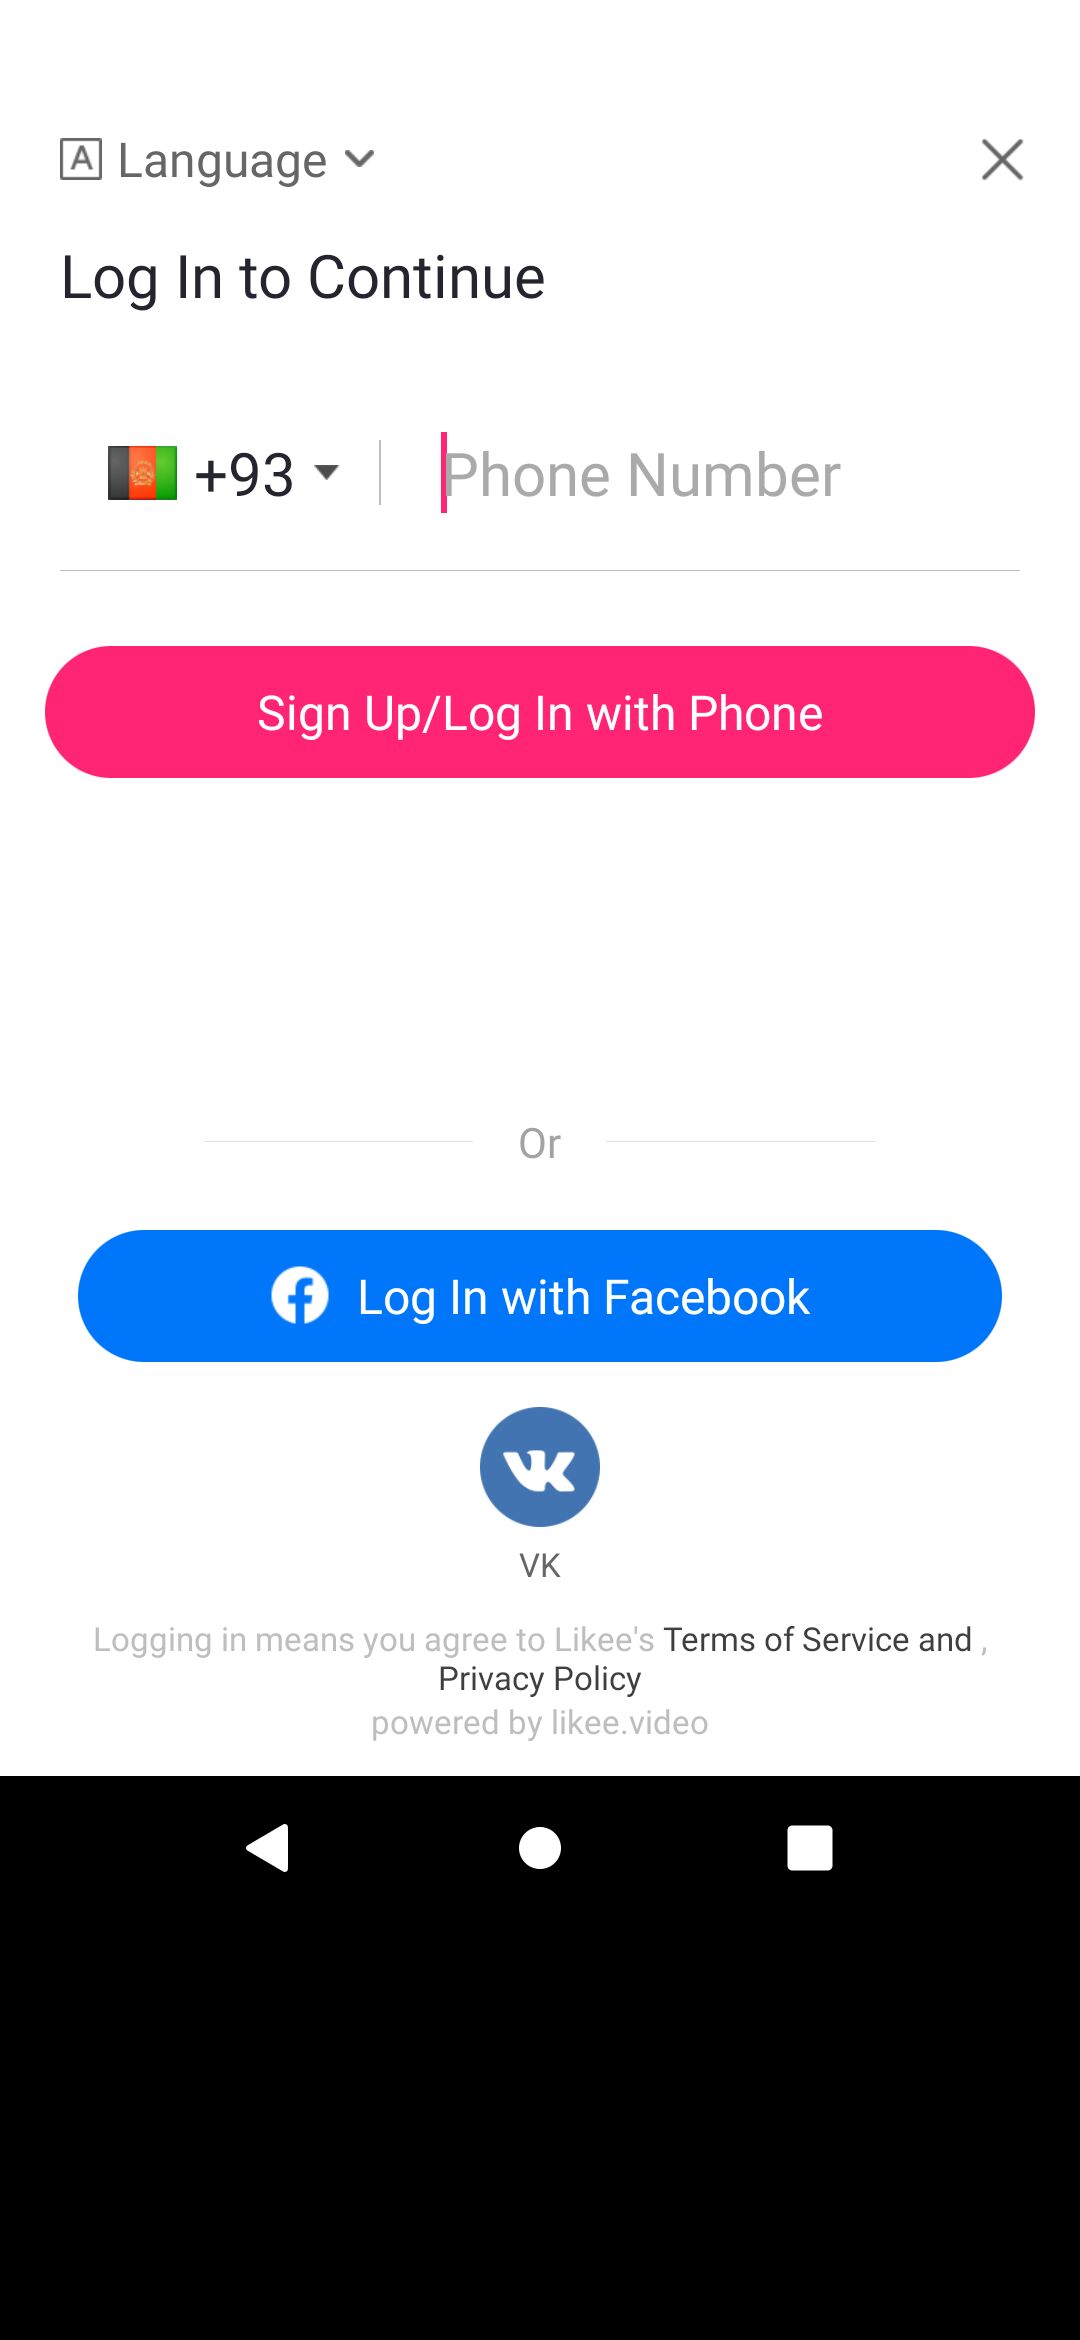 A Language
Log In to Continue
+93 Phone Number
Sign Up/Log In with Phone
Or
Log In with Facebook
VK
Logging in means you agree to Likee's Terms of Service and ,
Privacy Policy
powered by likee.video